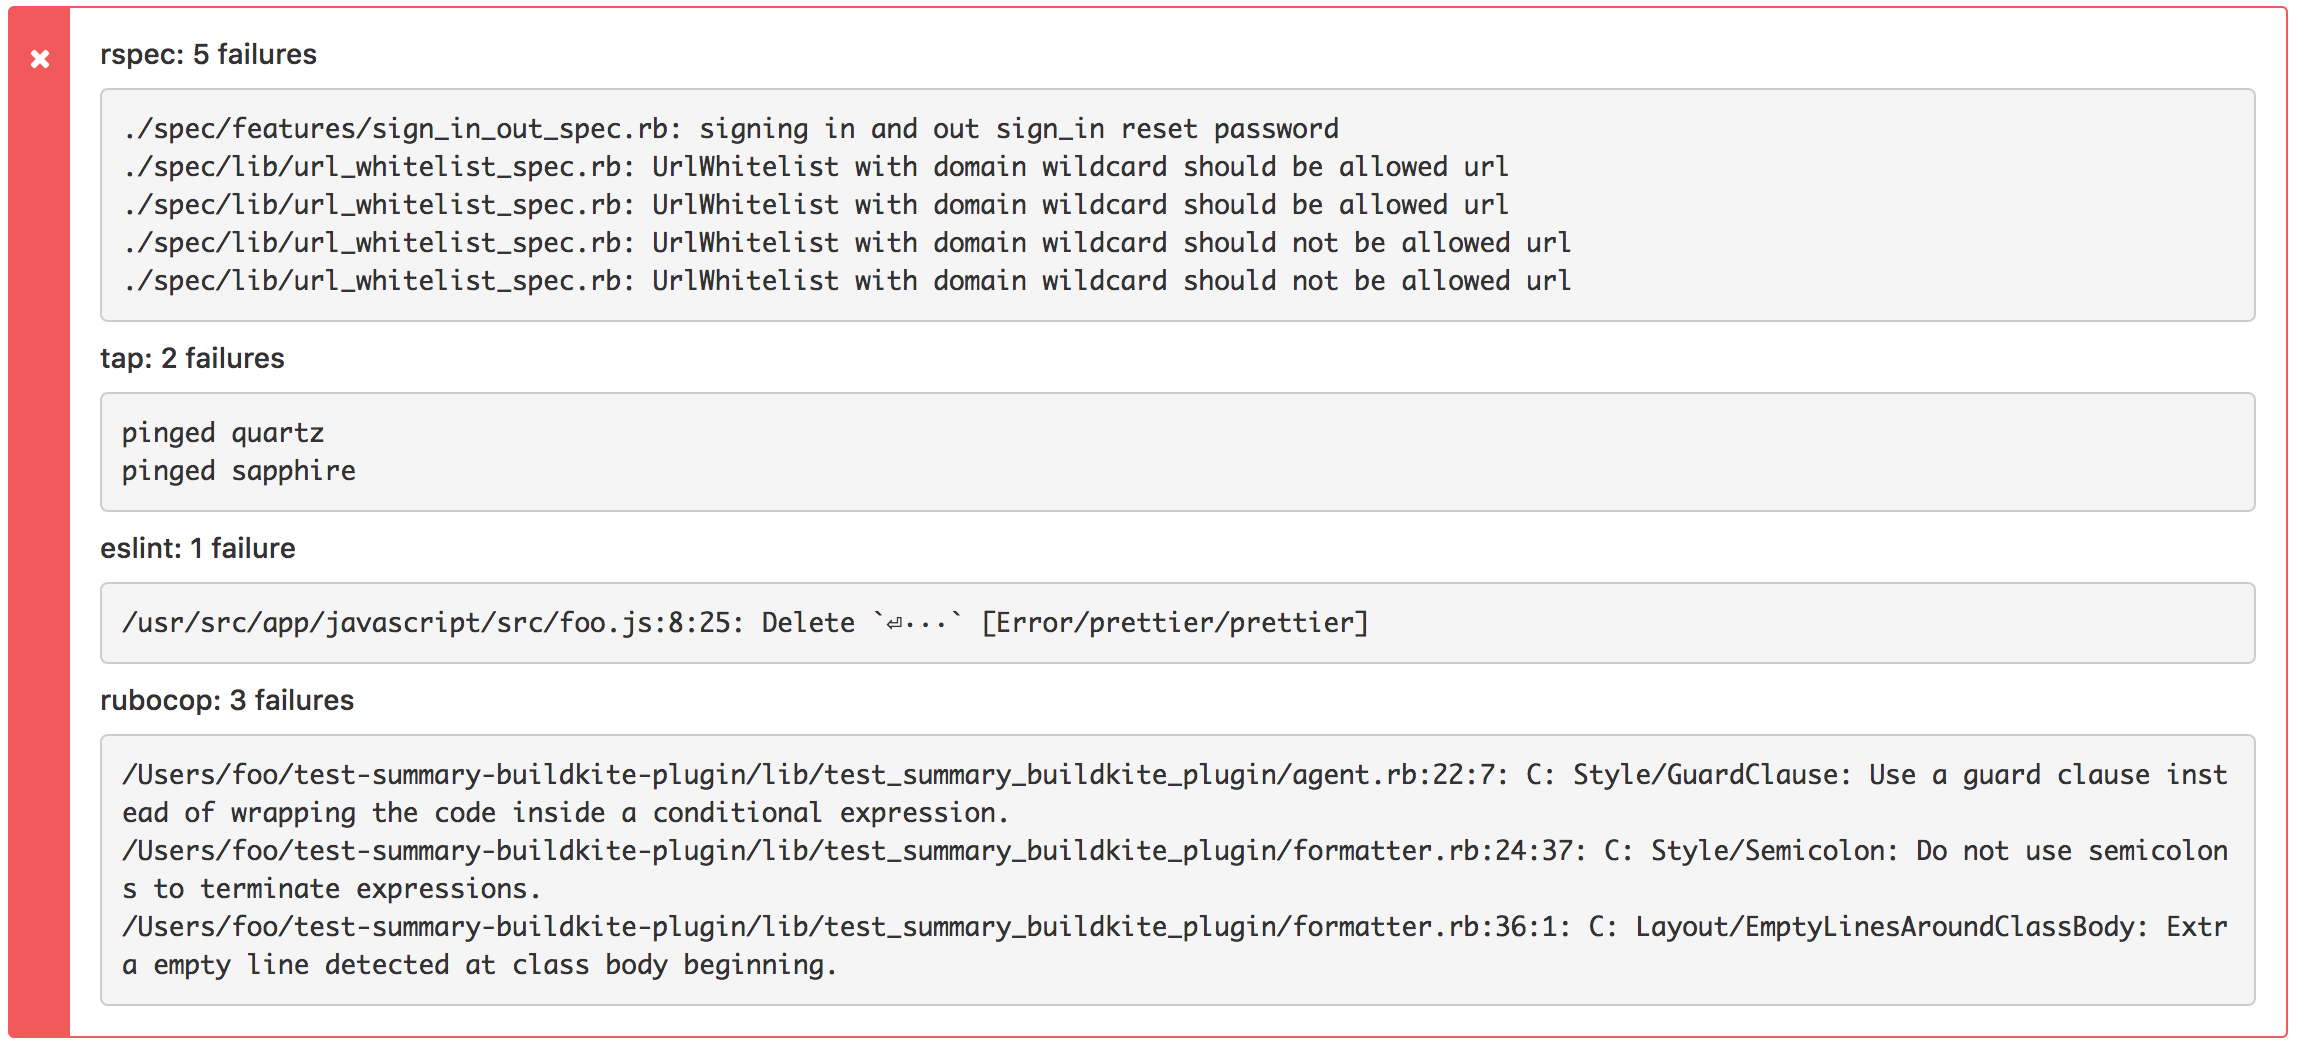 rspec: 5 failures
./spec/features/sign_in_out_spec.rb: signing in and out sign_in reset password
./spec/lib/url_whitelist_spec.rb: UrlWhitelist with domain wildcard should be allowed url
./spec/lib/url_whitelist_spec.rb: UrlWhitelist with domain wildcard should be allowed url
./spec/lib/url_whitelist_spec.rb: UrlWhitelist with domain wildcard should not be allowed url
./spec/lib/url_whitelist_spec.rb: UrlWhitelist with domain wildcard should not be allowed url
tap: 2 failures
pinged quartz
pinged sapphire
eslint: 1 failure
/usr/src/app/javascript/src/foo.js:8:25: Delete `⏎···` [Error/prettier/prettier]
rubocop: 3 failures
/Users/foo/test-summary-buildkite-plugin/lib/test_summary_buildkite_plugin/agent.rb:22:7: C: Style/GuardClause: Use a guard clause inst
ead of wrapping the code inside a conditional expression.
/Users/foo/test-summary-buildkite-plugin/lib/test_summary_buildkite_plugin/formatter.rb:24:37: C: Style/Semicolon: Do not use semicolon
s to terminate expressions.
/Users/foo/test-summary-buildkite-plugin/lib/test_summary_buildkite_plugin/formatter.rb:36:1: C: Layout/EmptyLinesAroundClassBody: Extr
a empty line detected at class body beginning.